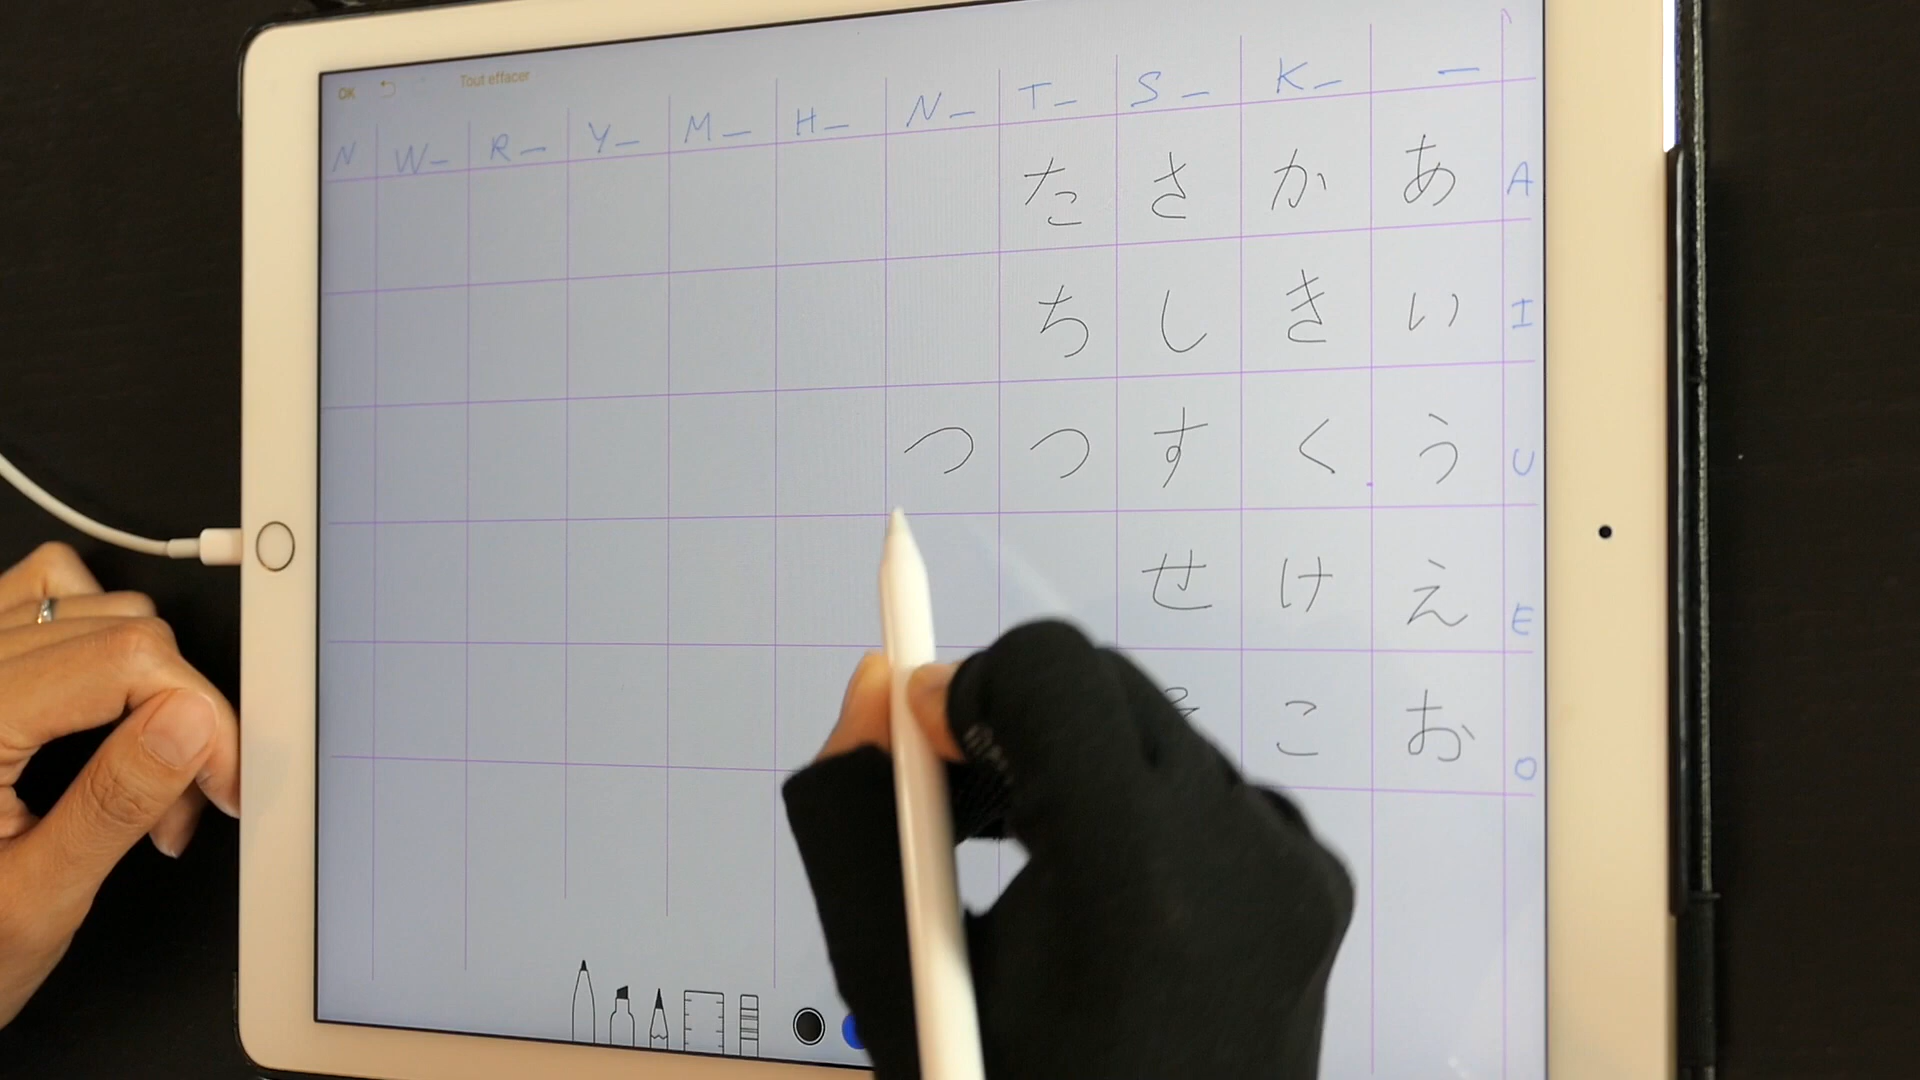 OK Tout effacer
N W_ R_ Y_ M_ H_ N_ T_ S_ K_ _
た さ か あ A
ち し き い I
つ つ す く う U
せ け え E
こ お O